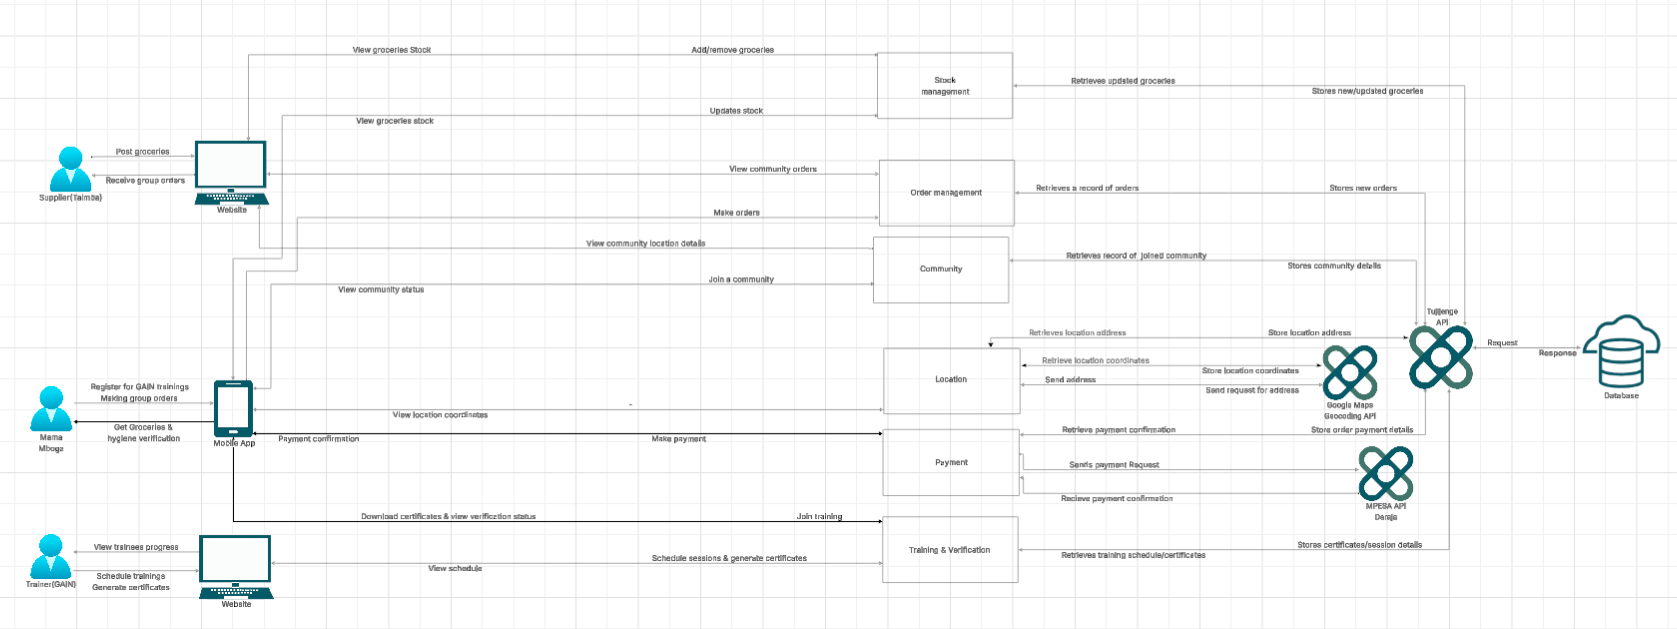 View groceries Stock
Add/remove groceries
Stock
management
Retrieves updated groceries
Stores new/updated groceries
Updates stock
View groceries stock
Post groceries
Receive group orders
Supplier(Taimba)
Website
View community orders
Order management
Retrieves a record of orders
Stores new orders
Make orders
View community location details
Community
Retrieves record of joined community
Stores community details
Join a community
View community status
Tujijenge
API
Retrieves location address
Store location address
Request
Response
Database
Location
Retrieve location coordinates
Store location coordinates
Send address
Send request for address
Google Maps
Geocoding API
Register for GAIN trainings
Making group orders
Get Groceries &
hygiene verification
Mama
Mboga
Mobile App
-
View location coordinates
Payment confirmation
Make payment
Retrieve payment confirmation
Store order payment details
Payment
Sends payment Request
Recieve payment confirmation
MPESA API
Daraja
Download certificates & view verification status
Join training
Training & Verification
Stores certificates/session details
Retrieves training schedule/certificates
View trainees progress
Schedule trainings
Generate certificates
Trainer(GAIN)
Website
Schedule sessions & generate certificates
View schedule